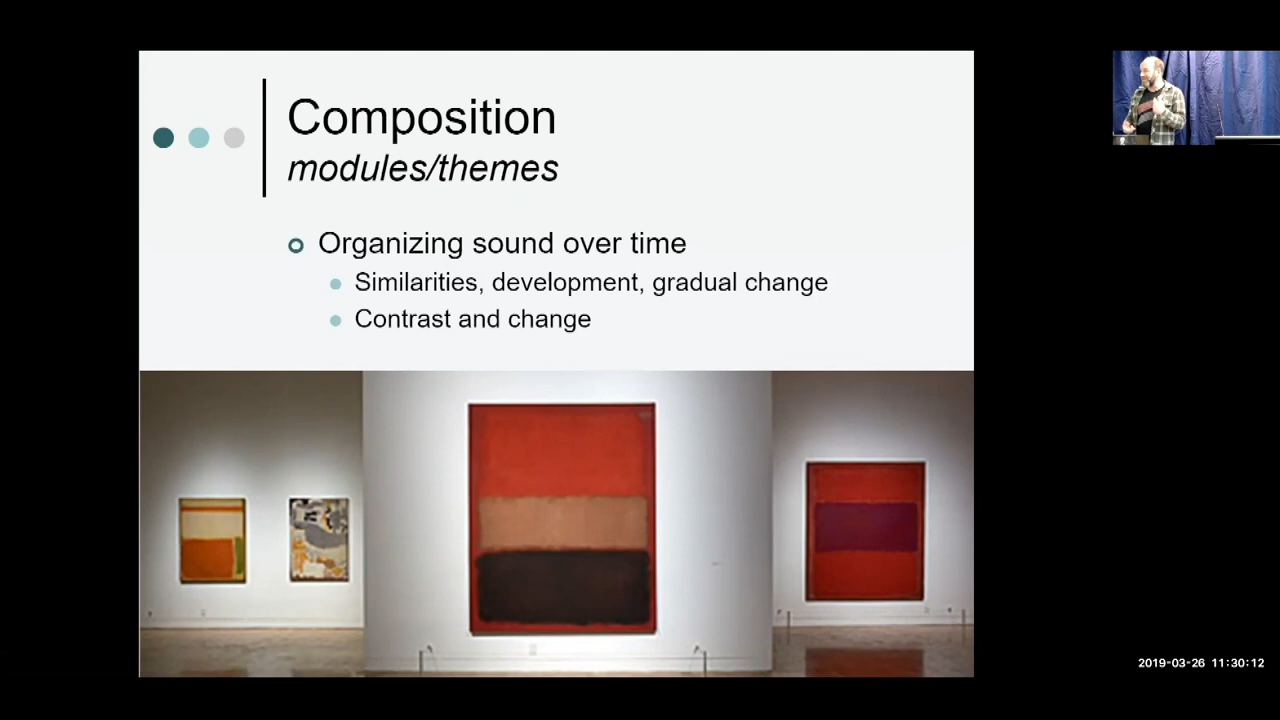 Composition
modules/themes
Organizing sound over time
Similarities, development, gradual change
Contrast and change
2019-03-26 11:30:12